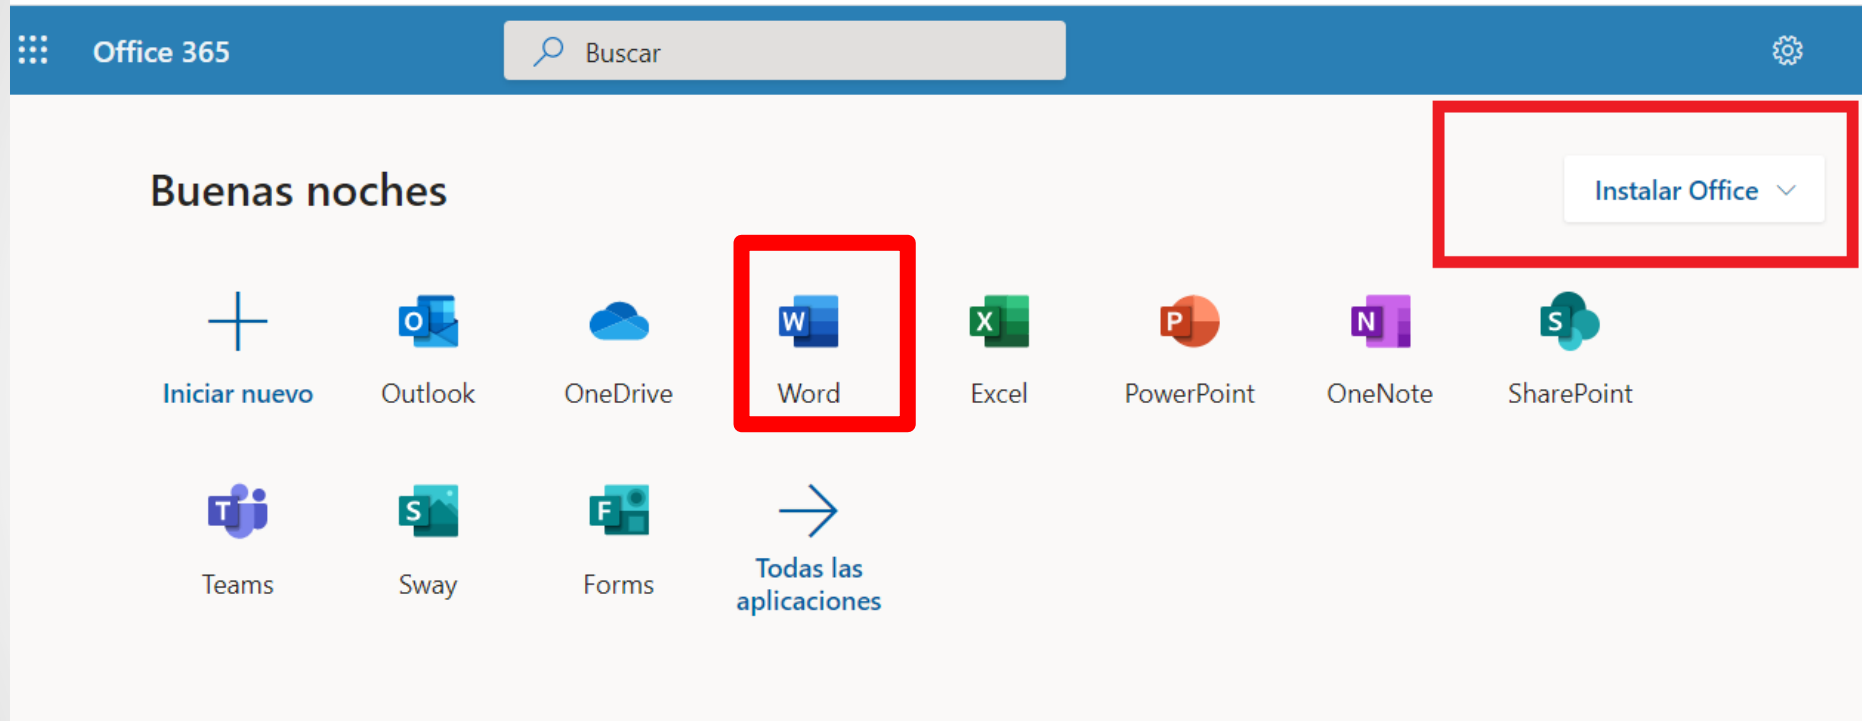 Office 365
Buscar
Buenas noches
Instalar Office
Iniciar nuevo
Outlook
OneDrive
Word
Excel
PowerPoint
OneNote
SharePoint
Teams
Sway
Forms
Todas las
aplicaciones